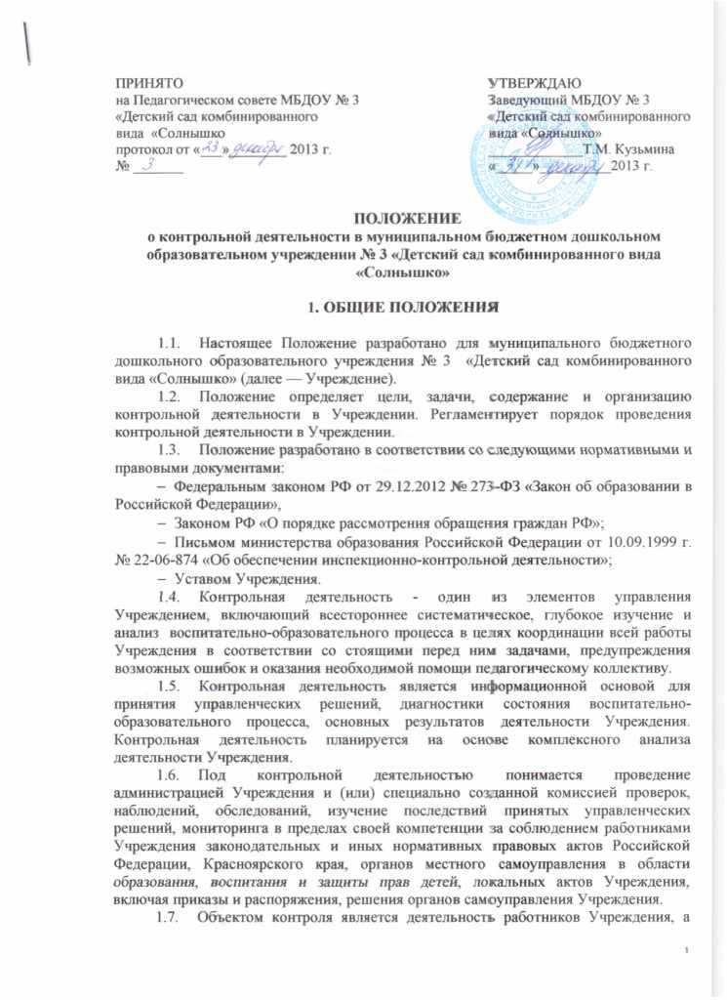 ПРИНЯТО
на Педагогическом совете МБДОУ № 3
«Детский сад комбинированного
вида «Солнышко
протокол от «23» декабря 2013 г.
№ 3
УТВЕРЖДАЮ
Заведующий МБДОУ № 3
«Детский сад комбинированного
вида «Солнышко»
Т.М. Кузьмина
« » декабря 2013 г.
ПОЛОЖЕНИЕ
о контрольной деятельности в муниципальном бюджетном дошкольном
образовательном учреждении № 3 «Детский сад комбинированного вида
«Солнышко»
1. ОБЩИЕ ПОЛОЖЕНИЯ
1.1. Настоящее Положение разработано для муниципального бюджетного
дошкольного образовательного учреждения № 3 «Детский сад комбинированного
вида «Солнышко» (далее — Учреждение).
1.2. Положение определяет цели, задачи, содержание и организацию
контрольной деятельности в Учреждении. Регламентирует порядок проведения
контрольной деятельности в Учреждении.
1.3. Положение разработано в соответствии со следующими нормативными и
правовыми документами:
– Федеральным законом РФ от 29.12.2012 № 273-ФЗ «Закон об образовании в
Российской Федерации»,
– Законом РФ «О порядке рассмотрения обращения граждан РФ»;
– Письмом министерства образования Российской Федерации от 10.09.1999 г.
№ 22-06-874 «Об обеспечении инспекционно-контрольной деятельности»;
– Уставом Учреждения.
1.4. Контрольная деятельность - один из элементов управления
Учреждением, включающий всестороннее систематическое, глубокое изучение и
анализ воспитательно-образовательного процесса в целях координации всей работы
Учреждения в соответствии со стоящими перед ним задачами, предупреждения
возможных ошибок и оказания необходимой помощи педагогическому коллективу.
1.5. Контрольная деятельность является информационной основой для
принятия управленческих решений, диагностики состояния воспитательно-
образовательного процесса, основных результатов деятельности Учреждения.
Контрольная деятельность планируется на основе комплексного анализа
деятельности Учреждения.
1.6. Под контрольной деятельностью понимается проведение
администрацией Учреждения и (или) специально созданной комиссией проверок,
наблюдений, обследований, изучение последствий принятых управленческих
решений, мониторинга в пределах своей компетенции за соблюдением работниками
Учреждения законодательных и иных нормативных правовых актов Российской
Федерации, Красноярского края, органов местного самоуправления в области
образования, воспитания и защиты прав детей, локальных актов Учреждения,
включая приказы и распоряжения, решения органов самоуправления Учреждения.
1.7. Объектом контроля является деятельность работников Учреждения, а
1